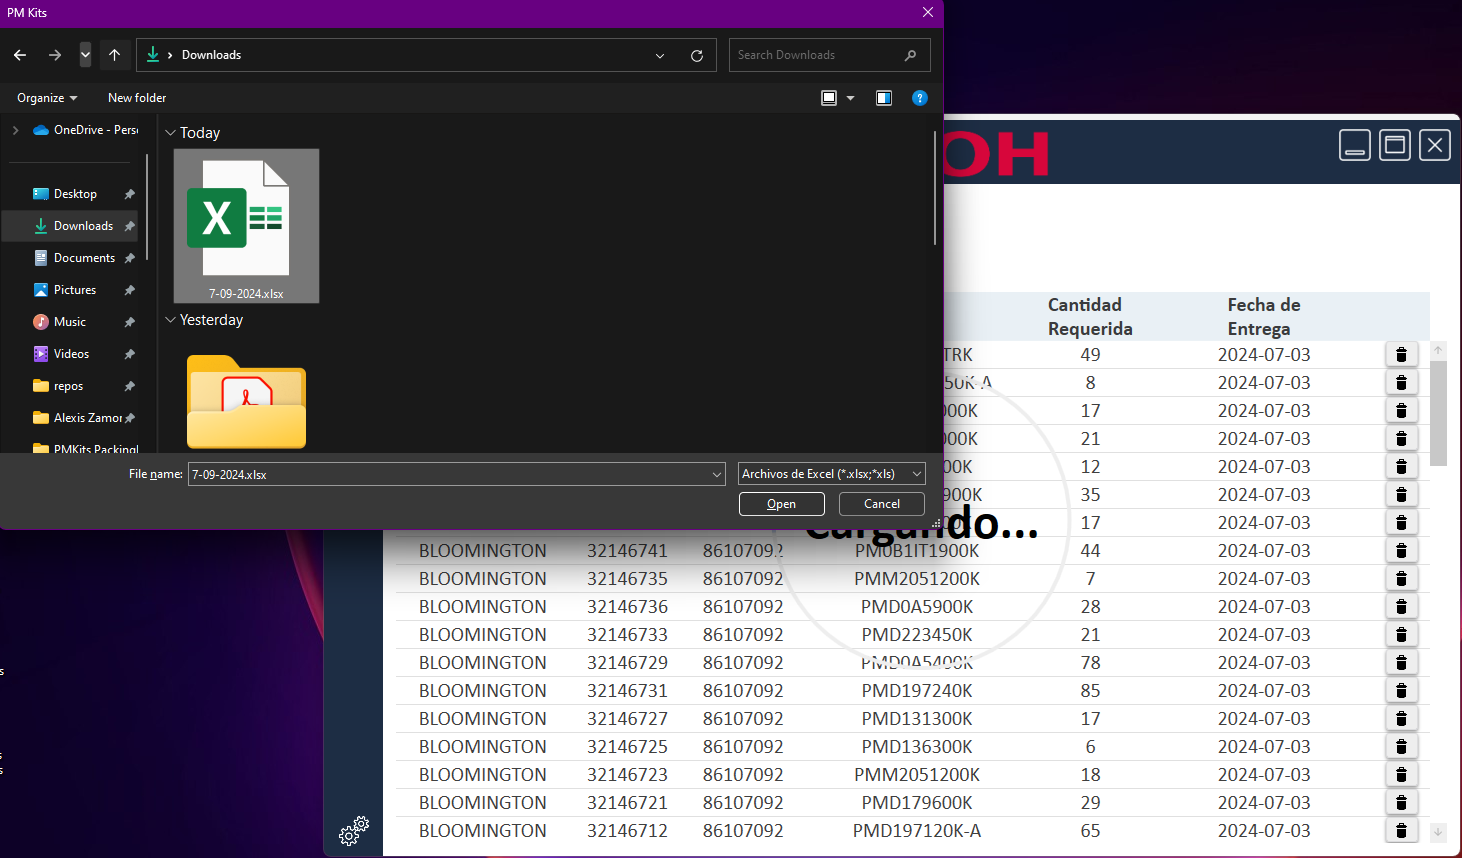 PM Kits
Downloads
Search Downloads
Organize
New folder
OneDrive - Pers
Today
Desktop
Downloads
Documents
Pictures
Music
Videos
repos
Alexis Zamor
PMKits Packing
7-09-2024.xlsx
Yesterday
File name: 7-09-2024.xlsx
Archivos de Excel (*.xlsx;*xls)
Open
Cancel
OH
Cantidad Requerida
Fecha de Entrega
TRK 49 2024-07-03
50K-A 8 2024-07-03
000K 17 2024-07-03
000K 21 2024-07-03
00K 12 2024-07-03
900K 35 2024-07-03
17 2024-07-03
Cargando...
BLOOMINGTON 32146741 86107092 PM0B1IT1900K 44 2024-07-03
BLOOMINGTON 32146735 86107092 PMM2051200K 7 2024-07-03
BLOOMINGTON 32146736 86107092 PMD0A5900K 28 2024-07-03
BLOOMINGTON 32146733 86107092 PMD223450K 21 2024-07-03
BLOOMINGTON 32146729 86107092 PMD0A5400K 78 2024-07-03
BLOOMINGTON 32146731 86107092 PMD197240K 85 2024-07-03
BLOOMINGTON 32146727 86107092 PMD131300K 17 2024-07-03
BLOOMINGTON 32146725 86107092 PMD136300K 6 2024-07-03
BLOOMINGTON 32146723 86107092 PMM2051200K 18 2024-07-03
BLOOMINGTON 32146721 86107092 PMD179600K 29 2024-07-03
BLOOMINGTON 32146712 86107092 PMD197120K-A 65 2024-07-03